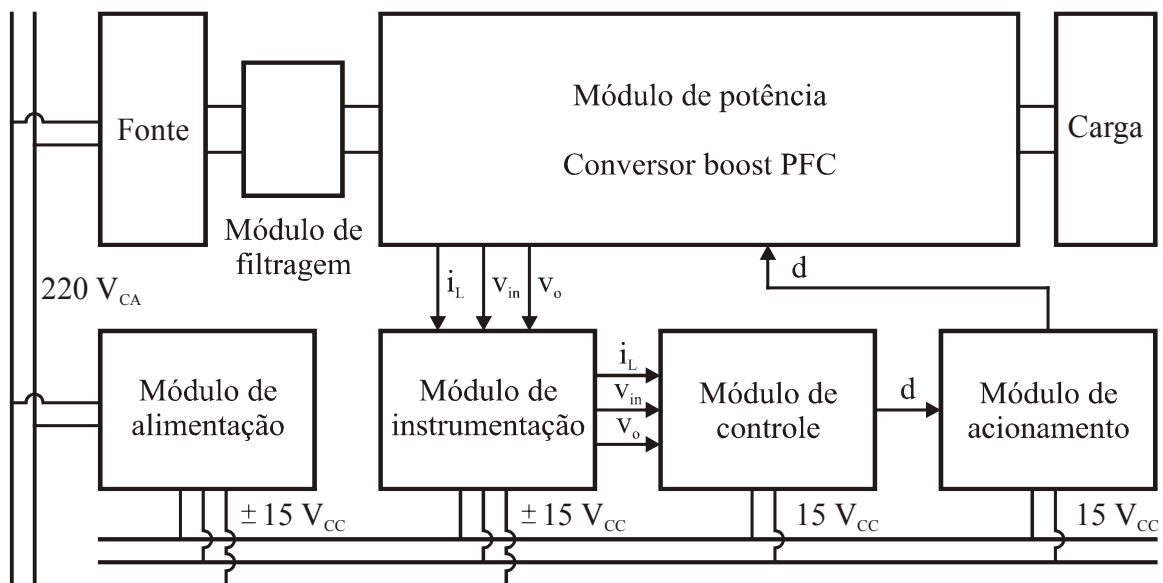 Fonte
Módulo de
filtragem
Módulo de potência
Conversor boost PFC
Carga
220 V_CA
i_L
v_in
v_o
d
Módulo de
alimentação
Módulo de
instrumentação
i_L
v_in
v_o
Módulo de
controle
d
Módulo de
acionamento
± 15 V_CC
± 15 V_CC
15 V_CC
15 V_CC